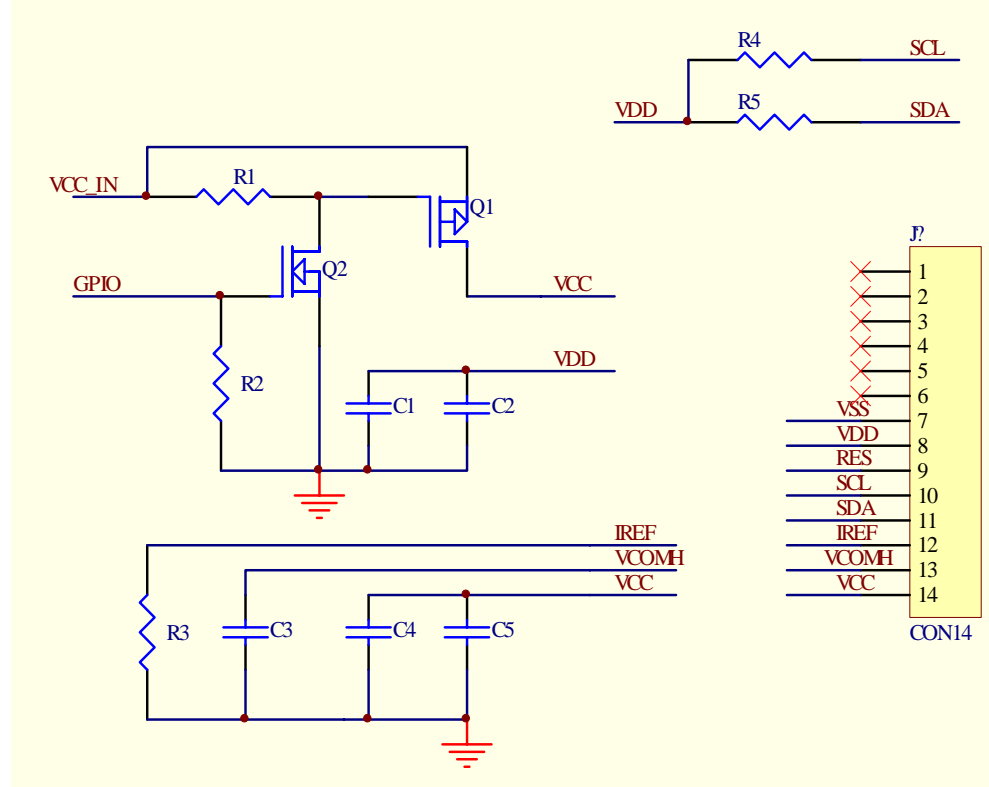 R4
SCL
VDD
R5
SDA
VCC_IN
R1
Q1
Q2
GPIO
VCC
R2
VDD
C1
C2
J?
1
2
3
4
5
6
VSS 7
VDD 8
RES 9
SCL 10
SDA 11
IREF 12
VCOMH 13
VCC 14
CON14
IREF
VCOMH
VCC
R3
C3
C4
C5